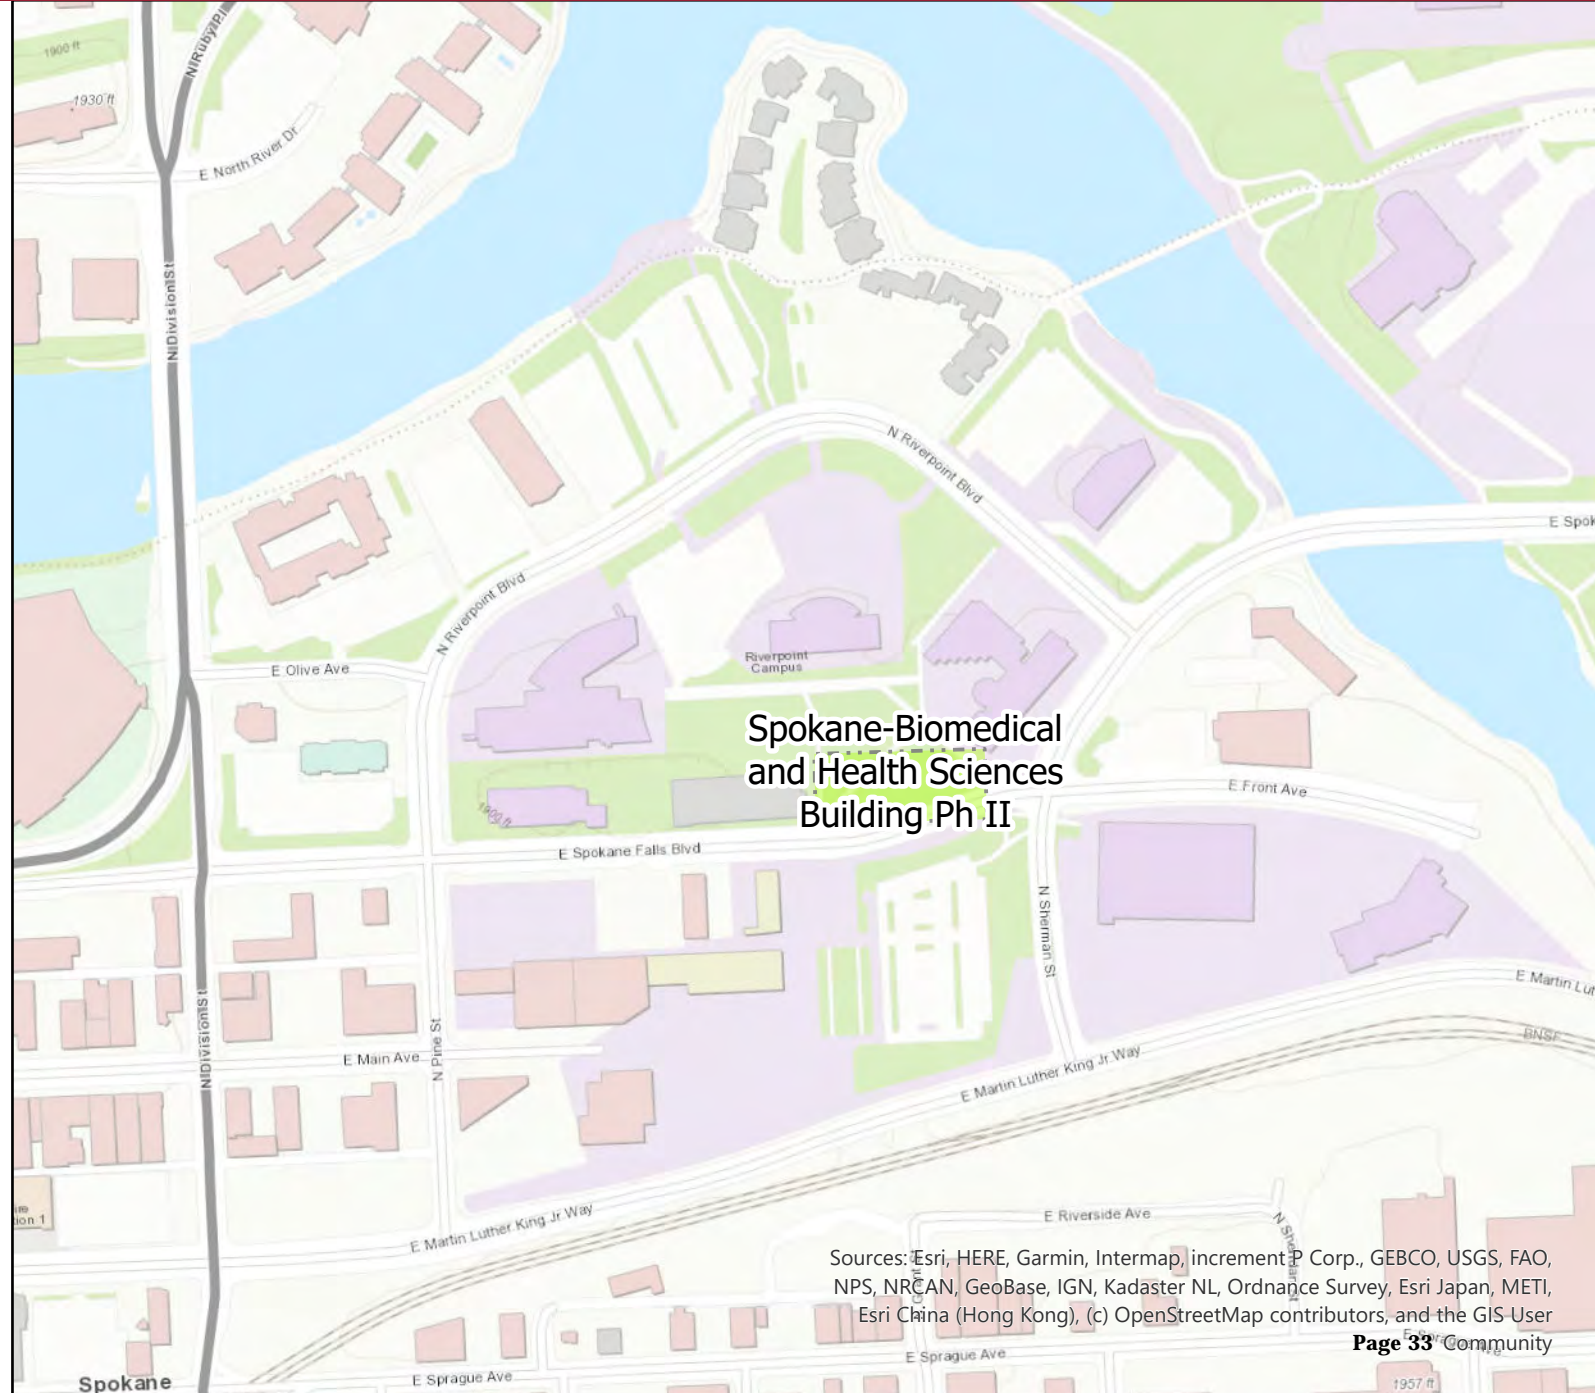 1900 ft
N Ruby Pl
1930 ft
E North River Dr
N Division St
N Riverpoint Blvd
E Spok
N Riverpoint Blvd
E Olive Ave
Riverpoint
Campus
Spokane-Biomedical
and Health Sciences
Building Ph II
E Front Ave
1900 ft
E Spokane Falls Blvd
N Sherman St
E Martin Lut
N Division St
N Pine St
E Main Ave
BNSF
E Martin Luther King Jr Way
ire
ion 1
E Martin Luther King Jr Way
E Riverside Ave
Sources: Esri, HERE, Garmin, Intermap, increment P Corp., GEBCO, USGS, FAO,
NPS, NRCAN, GeoBase, IGN, Kadaster NL, Ordnance Survey, Esri Japan, METI,
Esri China (Hong Kong), (c) OpenStreetMap contributors, and the GIS User
Page 33 Community
E Sprague Ave
E Sprague Ave
Spokane
1957 ft